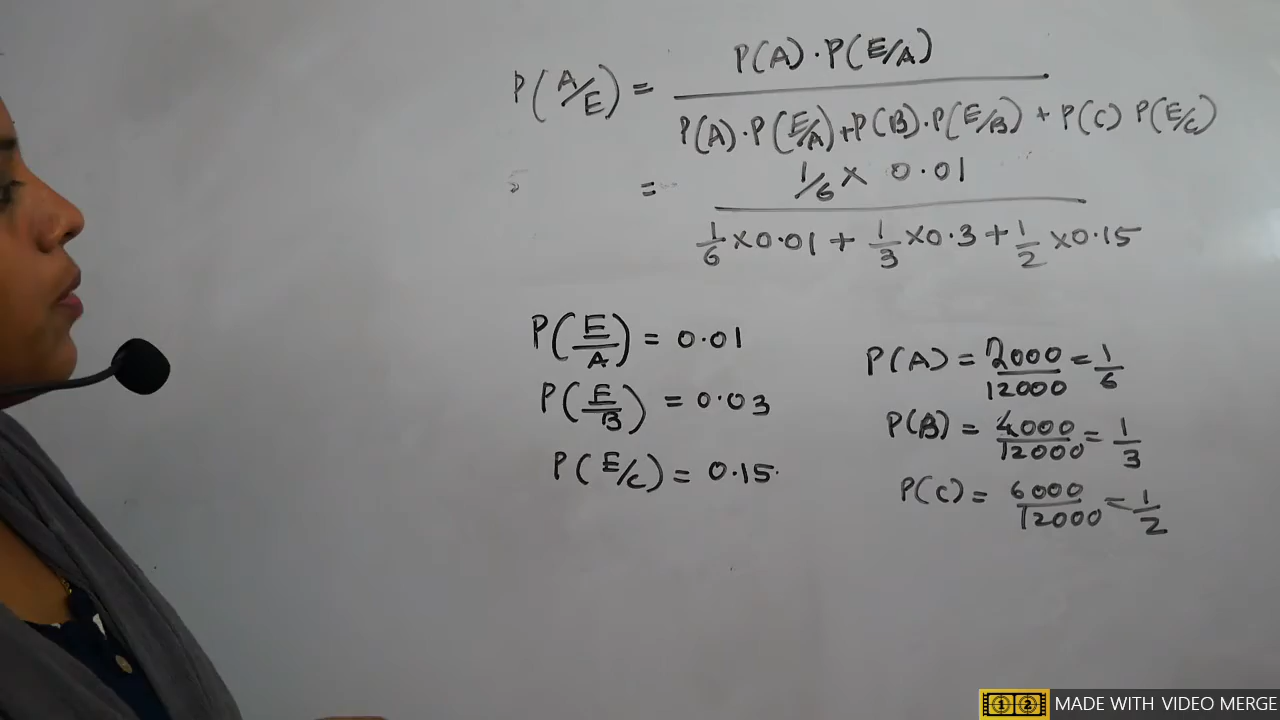 P(A/E) = P(A)·P(E/A)
P(A)·P(E/A)+P(B)·P(E/B) + P(C) P(E/C)
= 1/6 × 0.01
1/6 ×0.01 + 1/3 ×0.3 + 1/2 ×0.15
P(E/A) = 0.01
P(E/B) = 0.03
P(E/C) = 0.15
P(A) = 2000/12000 = 1/6
P(B) = 4000/12000 = 1/3
P(C) = 6000/12000 = 1/2
MADE WITH VIDEO MERGE